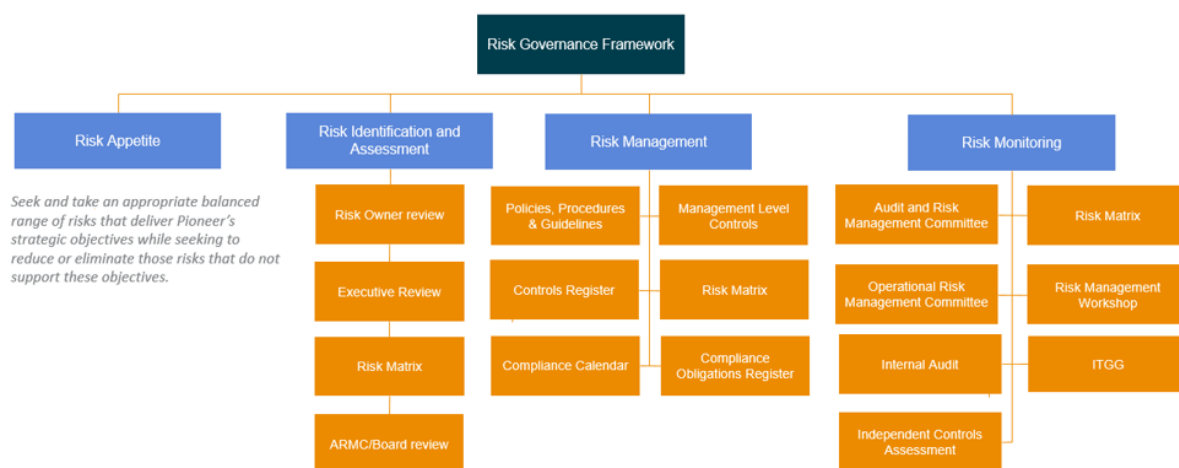 Risk Governance Framework
Risk Appetite
Seek and take an appropriate balanced
range of risks that deliver Pioneer's
strategic objectives while seeking to
reduce or eliminate those risks that do not
support these objectives.
Risk Identification and
Assessment
Risk Owner review
Executive Review
Risk Matrix
ARMC/Board review
Risk Management
Policies, Procedures
& Guidelines
Management Level
Controls
Controls Register
Risk Matrix
Compliance Calendar
Compliance
Obligations Register
Risk Monitoring
Audit and Risk
Management Committee
Risk Matrix
Operational Risk
Management Committee
Risk Management
Workshop
Internal Audit
ITGG
Independent Controls
Assessment